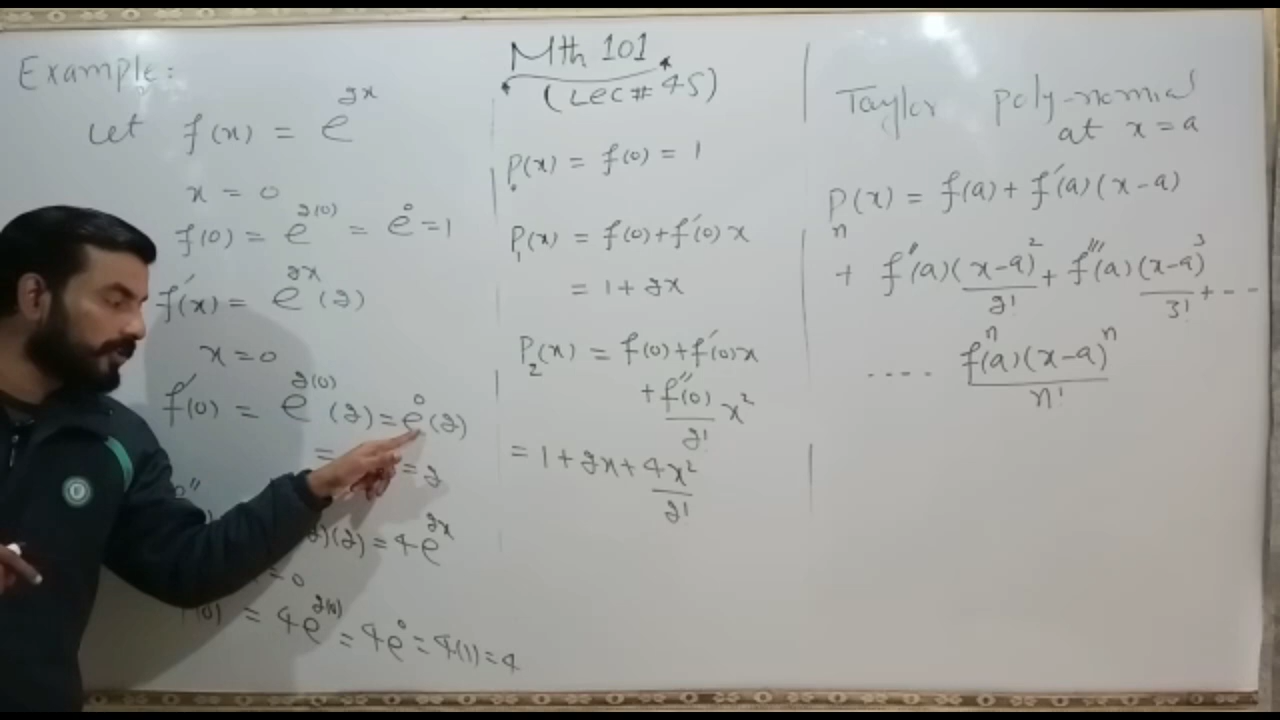 Example:
Let f(x) = e^{2x}
x = 0
f(0) = e^{2(0)} = e^0 = 1
f'(x) = e^{2x} (2)
x = 0
f'(0) = e^{2(0)} (2) = e^0 (2)
= = 2
f''
)(2) = 4e^{2x}
= 0
(0) = 4e^{2(0)} = 4e^0 = 4(1) = 4
Mth 101
(Lec # 45)
P_0(x) = f(0) = 1
P_1(x) = f(0) + f'(0) x
= 1 + 2x
P_2(x) = f(0) + f'(0) x
+ f''(0)/2! x^2
= 1 + 2x + 4x^2/2!
Taylor poly-nomial
at x = a
P_n(x) = f(a) + f'(a)(x-a)
+ f''(a)(x-a)^2/2! + f'''(a)(x-a)^3/3! + - - -
.... f^n(a)(x-a)^n/n!